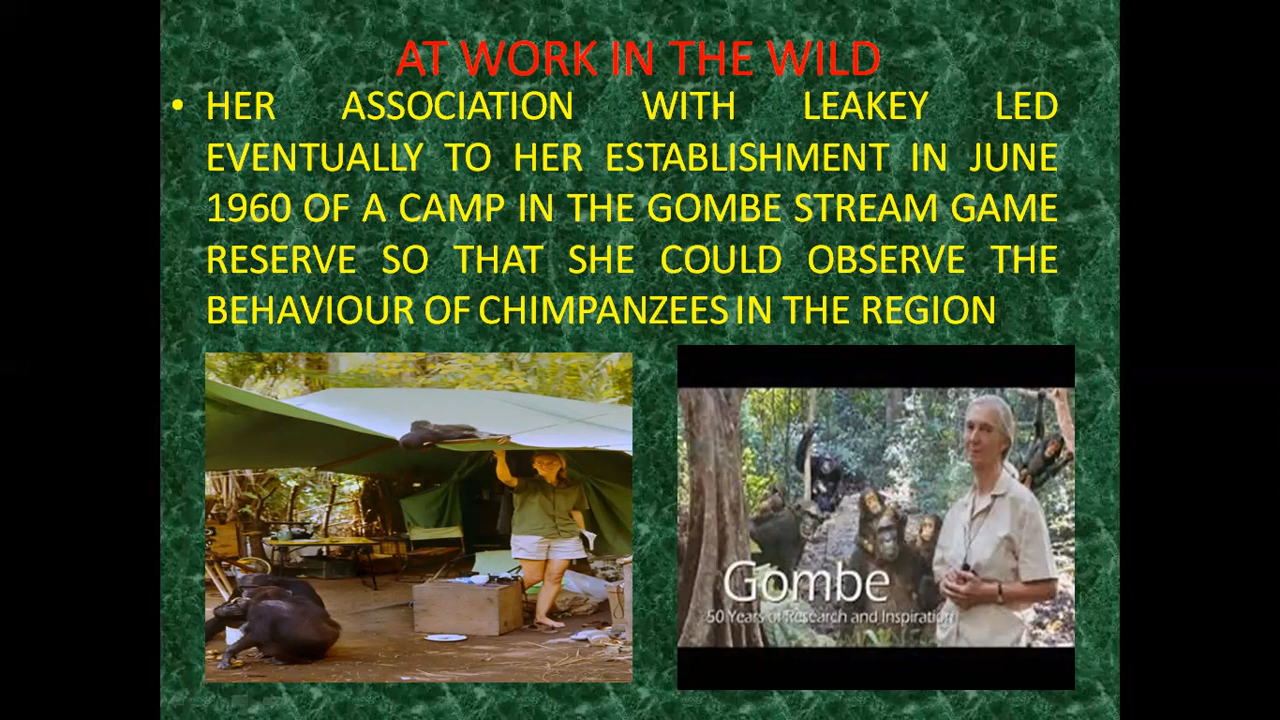 AT WORK IN THE WILD
• HER ASSOCIATION WITH LEAKEY LED
EVENTUALLY TO HER ESTABLISHMENT IN JUNE
1960 OF A CAMP IN THE GOMBE STREAM GAME
RESERVE SO THAT SHE COULD OBSERVE THE
BEHAVIOUR OF CHIMPANZEES IN THE REGION
Gombe
50 Years of Research and Inspiration